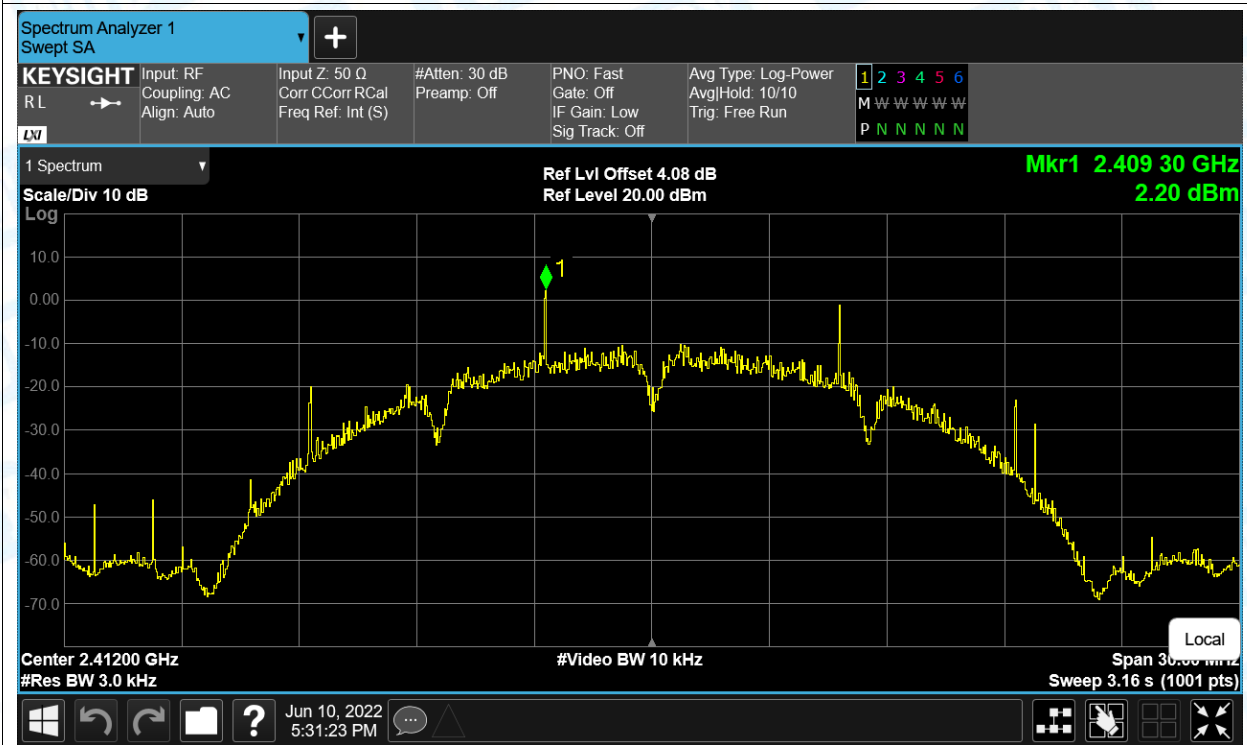 Spectrum Analyzer 1
Swept SA
KEYSIGHT
R L
LXI
Input: RF
Coupling: AC
Align: Auto
Input Z: 50 Ω
Corr CCorr RCal
Freq Ref: Int (S)
#Atten: 30 dB
Preamp: Off
PNO: Fast
Gate: Off
IF Gain: Low
Sig Track: Off
Avg Type: Log-Power
Avg|Hold: 10/10
Trig: Free Run
1 2 3 4 5 6
M W W W W W
P N N N N N
1 Spectrum
Scale/Div 10 dB
Log
Ref Lvl Offset 4.08 dB
Ref Level 20.00 dBm
Mkr1 2.409 30 GHz
2.20 dBm
1
10.0
0.00
-10.0
-20.0
-30.0
-40.0
-50.0
-60.0
-70.0
Local
Center 2.41200 GHz
#Video BW 10 kHz
Span 30.00 MHz
#Res BW 3.0 kHz
Sweep 3.16 s (1001 pts)
?
Jun 10, 2022
5:31:23 PM